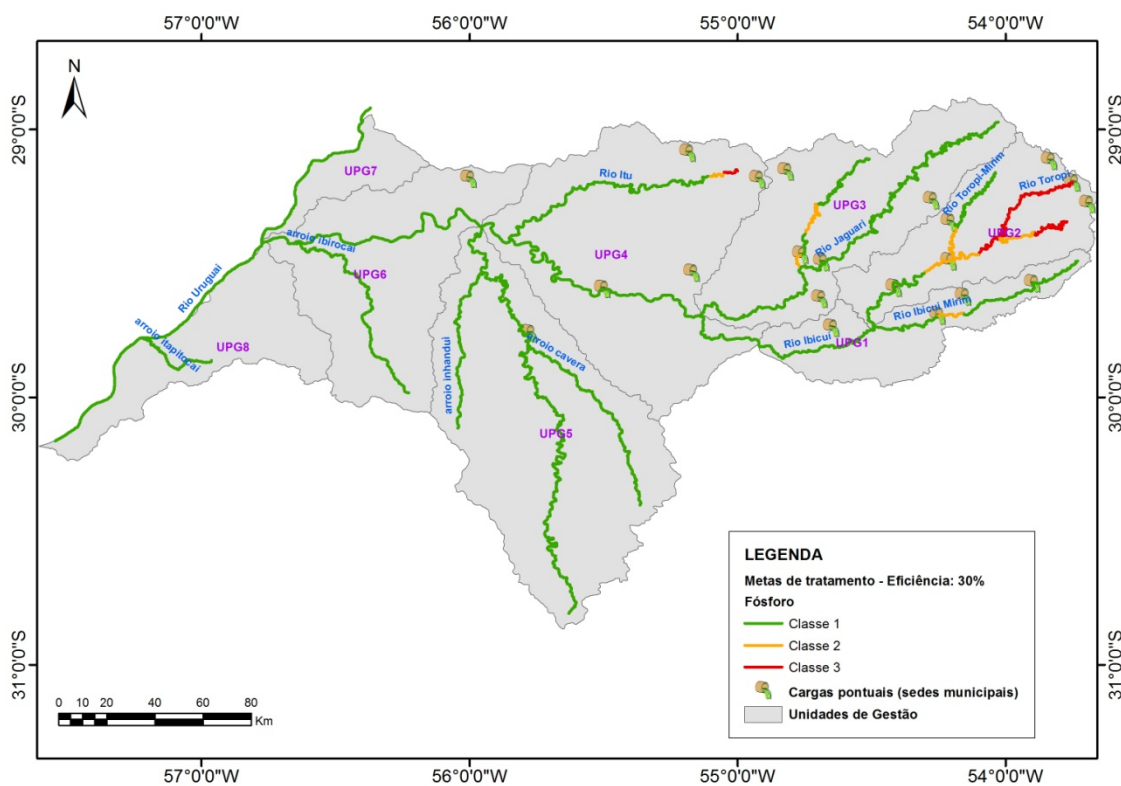 57°0'0"W
56°0'0"W
55°0'0"W
54°0'0"W
N
29°0'0"S
29°0'0"S
UPG7
Rio Itu
Rio Toropi-Mirim
Rio Toropi
UPG3
UPG2
arroio ibirocai
Rio Jaguari
UPG4
UPG6
Rio Uruguai
Rio Ibicui Mirim
arroio itapitocai
UPG8
Rio Ibicui
UPG1
arroio inhandui
Arroio cavera
30°0'0"S
30°0'0"S
UPG5
LEGENDA
Metas de tratamento - Eficiência: 30%
Fósforo
Classe 1
Classe 2
Classe 3
Cargas pontuais (sedes municipais)
Unidades de Gestão
31°0'0"S
31°0'0"S
0 10 20 40 60 80
Km
57°0'0"W
56°0'0"W
55°0'0"W
54°0'0"W